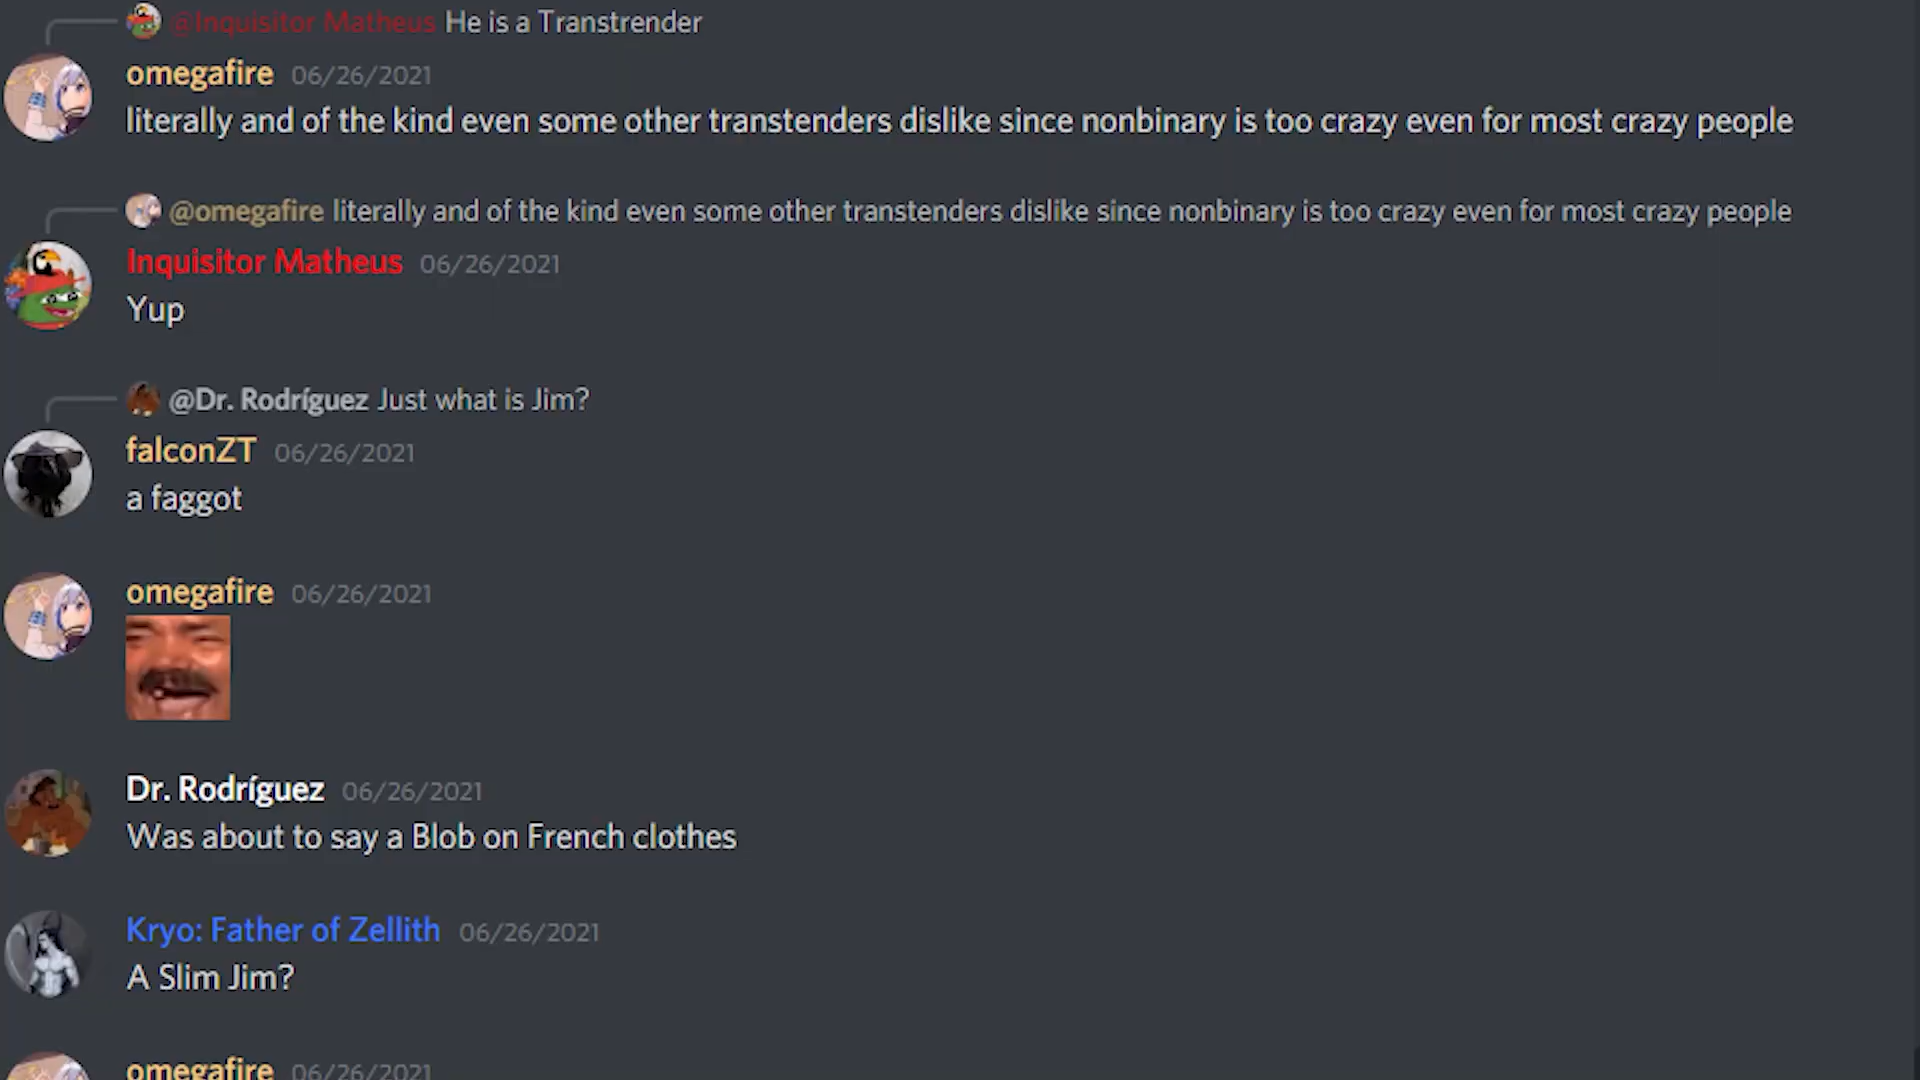 @Inquisitor Matheus He is a Transtrender
omegafire 06/26/2021
literally and of the kind even some other transtenders dislike since nonbinary is too crazy even for most crazy people
@omegafire literally and of the kind even some other transtenders dislike since nonbinary is too crazy even for most crazy people
Inquisitor Matheus 06/26/2021
Yup
@Dr. Rodríguez Just what is Jim?
falconZT 06/26/2021
a faggot
omegafire 06/26/2021
Dr. Rodríguez 06/26/2021
Was about to say a Blob on French clothes
Kryo: Father of Zellith 06/26/2021
A Slim Jim?
omegafire 06/26/2021